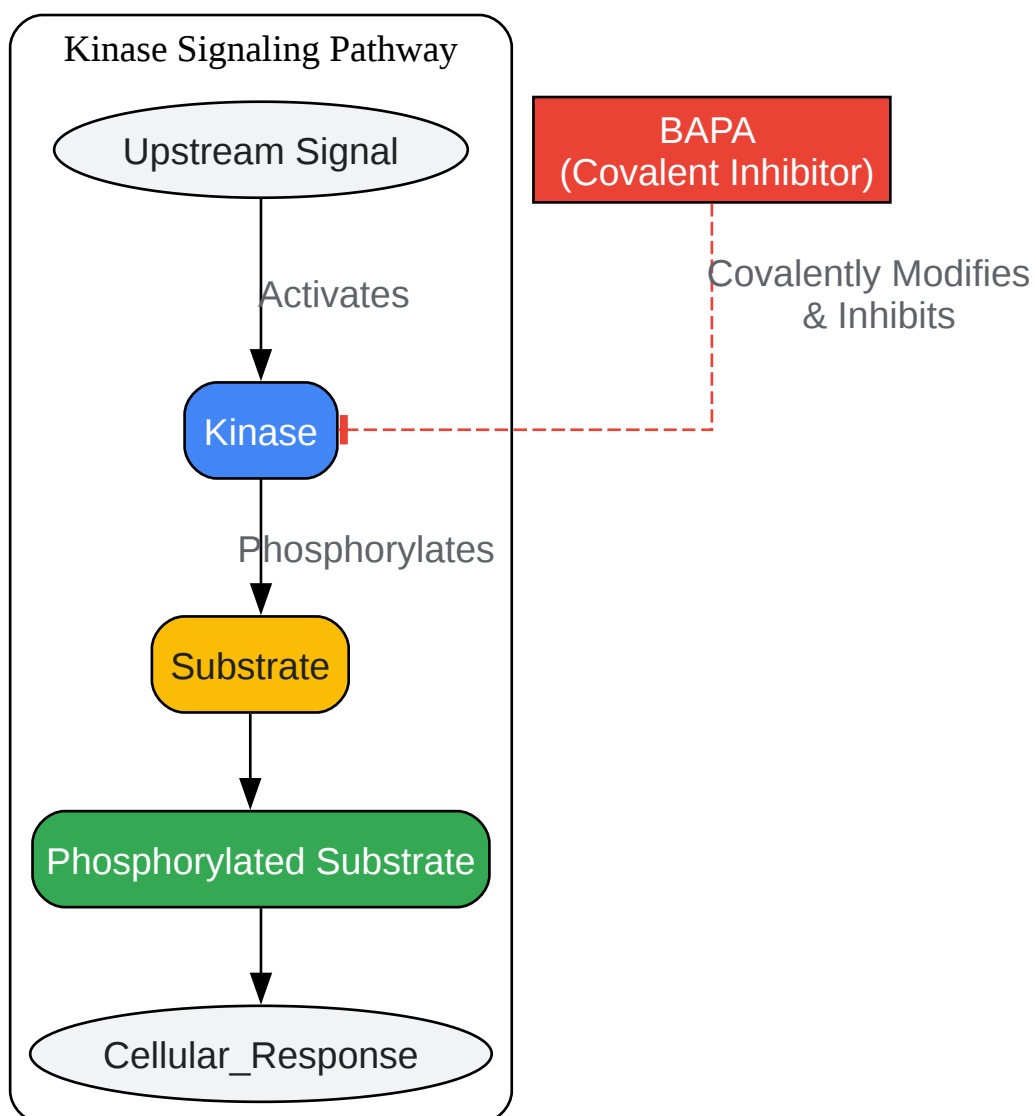 Kinase Signaling Pathway
Upstream Signal
BAPA
(Covalent Inhibitor)
Activates
Covalently Modifies
& Inhibits
Kinase
Phosphorylates
Substrate
Phosphorylated Substrate
Cellular_Response